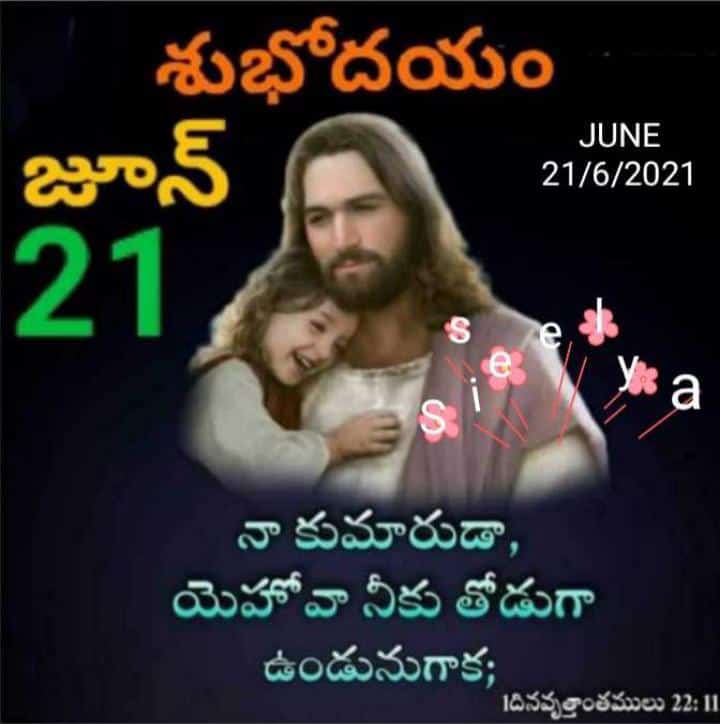 శుభోదయం
జూన్
21
JUNE
21/6/2021
s i s e e l y a
నా కుమారుడా,
యెహోవా నీకు తోడుగా
ఉండునుగాక;
1దినవృత్తాంతములు 22:11